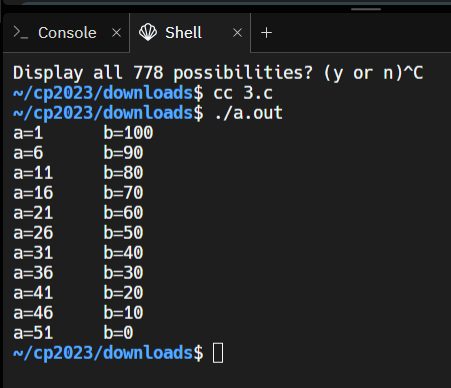 >_ Console × Shell × +
Display all 778 possibilities? (y or n)^C
~/cp2023/downloads$ cc 3.c
~/cp2023/downloads$ ./a.out
a=1 b=100
a=6 b=90
a=11 b=80
a=16 b=70
a=21 b=60
a=26 b=50
a=31 b=40
a=36 b=30
a=41 b=20
a=46 b=10
a=51 b=0
~/cp2023/downloads$